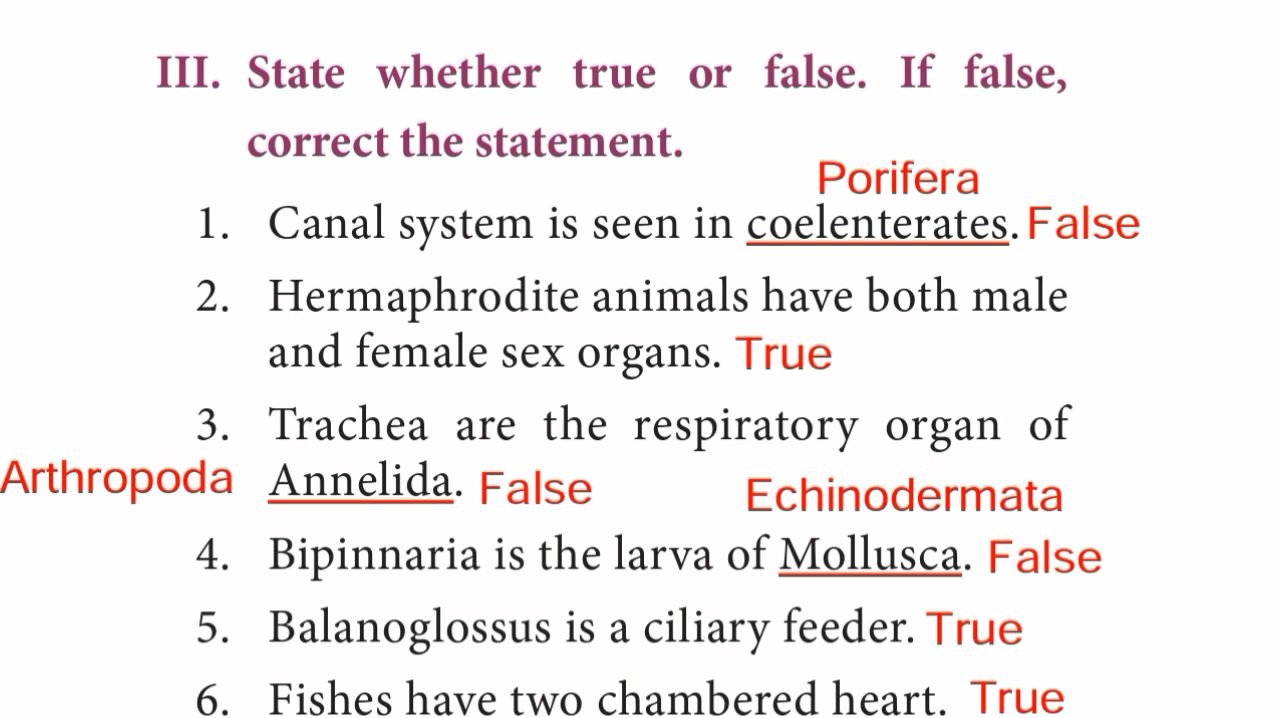 III. State whether true or false. If false,
correct the statement.
Porifera
1. Canal system is seen in coelenterates. False
2. Hermaphrodite animals have both male
and female sex organs. True
3. Trachea are the respiratory organ of
Arthropoda Annelida. False
Echinodermata
4. Bipinnaria is the larva of Mollusca. False
5. Balanoglossus is a ciliary feeder. True
6. Fishes have two chambered heart. True